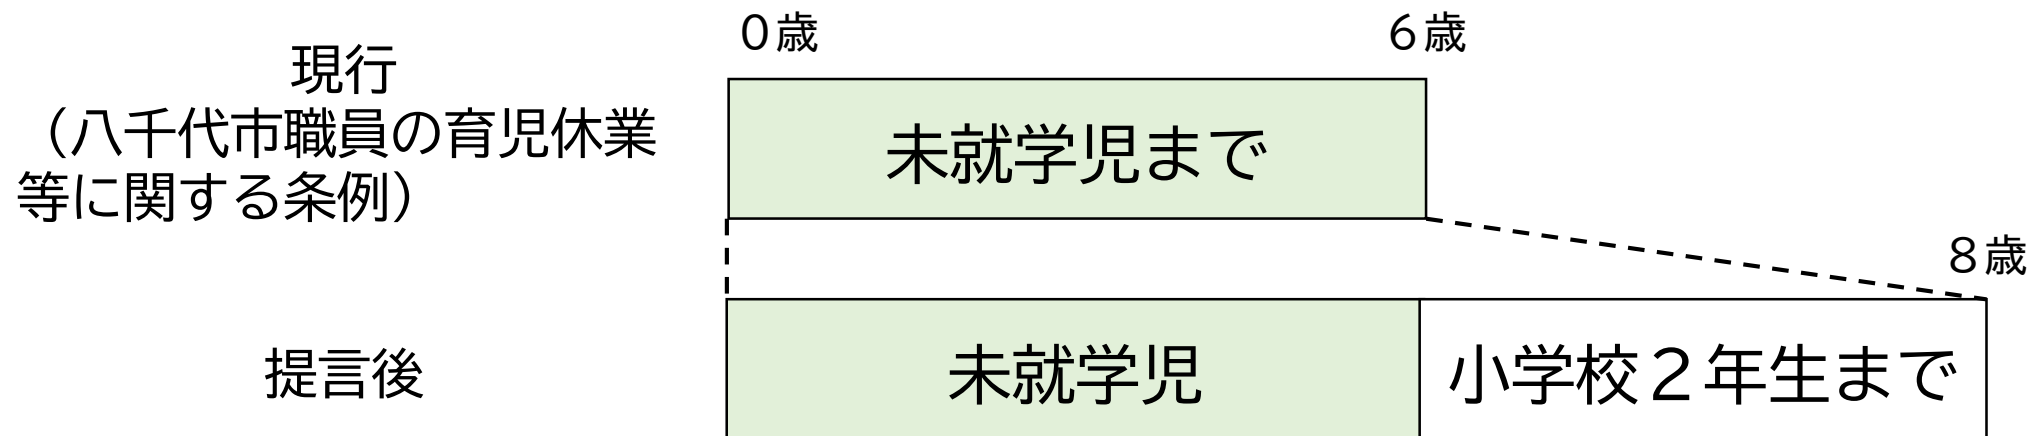 ０歳
６歳
現行
（八千代市職員の育児休業
等に関する条例）
未就学児まで
８歳
提言後
未就学児
小学校２年生まで